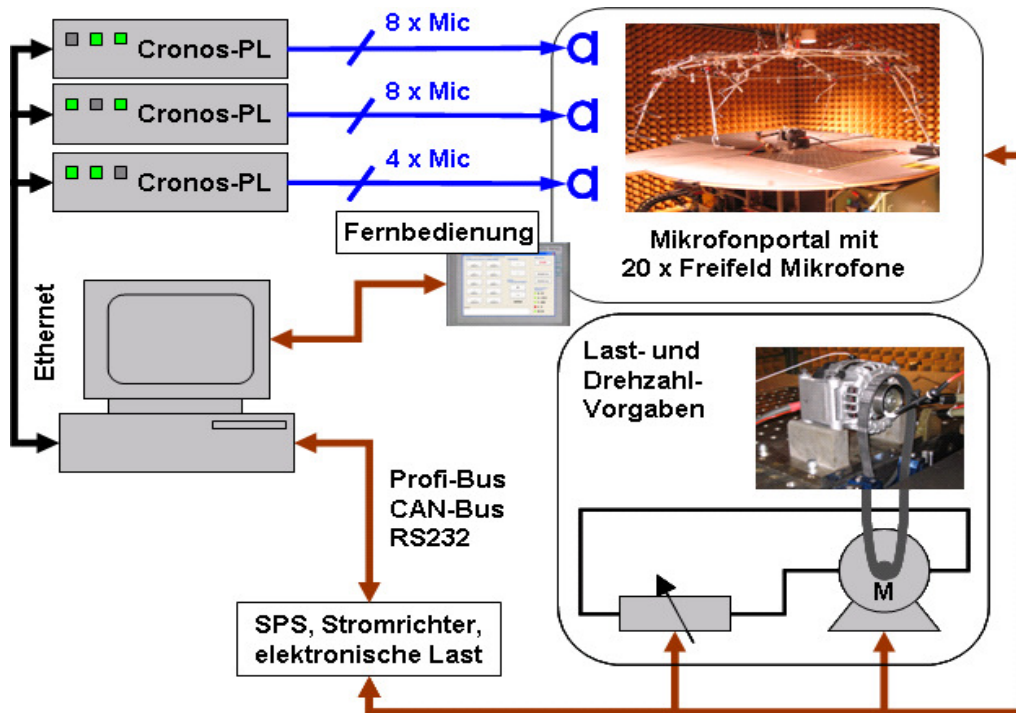 8 x Mic
Cronos-PL
8 x Mic
Cronos-PL
4 x Mic
Cronos-PL
Fernbedienung
Mikrofonportal mit
20 x Freifeld Mikrofone
Ethernet
Last- und
Drehzahl-
Vorgaben
Profi-Bus
CAN-Bus
RS232
M
SPS, Stromrichter,
elektronische Last